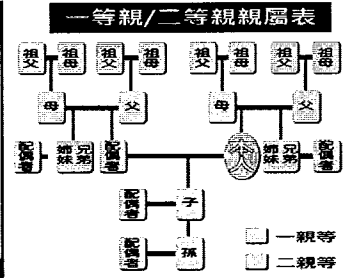 一等親/二等親親屬表
祖父 祖母 祖父 祖母 祖父 祖母 祖父 祖母
母 父 母 父
配偶者 姊妹 兄弟 配偶者 本人 姊妹 兄弟 配偶者
配偶者 子
配偶者 孫
一親等
二親等